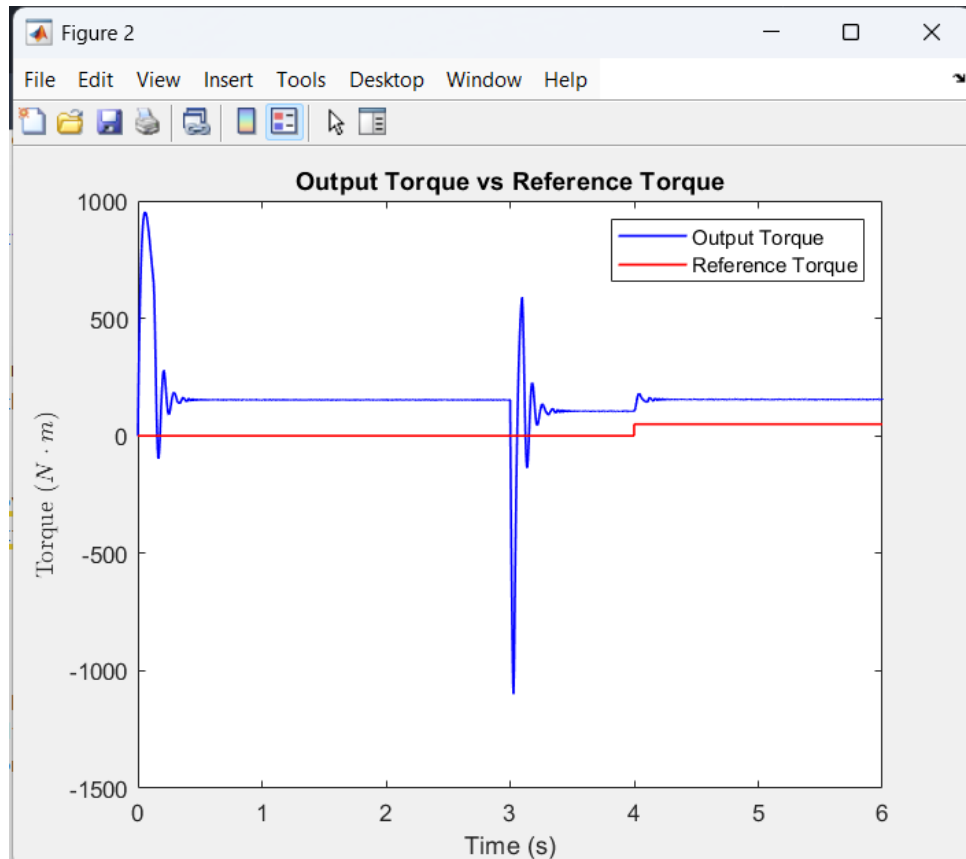 Figure 2
File Edit View Insert Tools Desktop Window Help
Output Torque vs Reference Torque
Output Torque
Reference Torque
1000
500
0
-500
-1000
-1500
Torque (N · m)
0 1 2 3 4 5 6
Time (s)